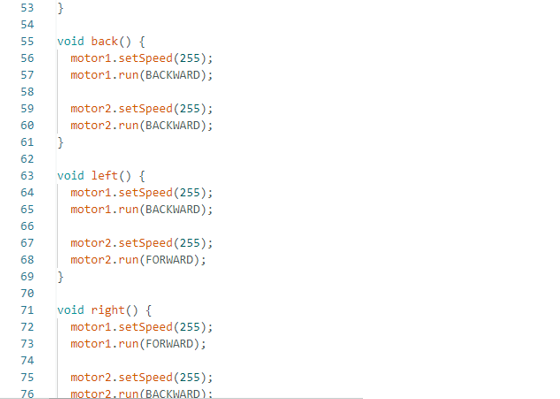 53 }
54
55 void back() {
56 motor1.setSpeed(255);
57 motor1.run(BACKWARD);
58
59 motor2.setSpeed(255);
60 motor2.run(BACKWARD);
61 }
62
63 void left() {
64 motor1.setSpeed(255);
65 motor1.run(BACKWARD);
66
67 motor2.setSpeed(255);
68 motor2.run(FORWARD);
69 }
70
71 void right() {
72 motor1.setSpeed(255);
73 motor1.run(FORWARD);
74
75 motor2.setSpeed(255);
76 motor2.run(BACKWARD);